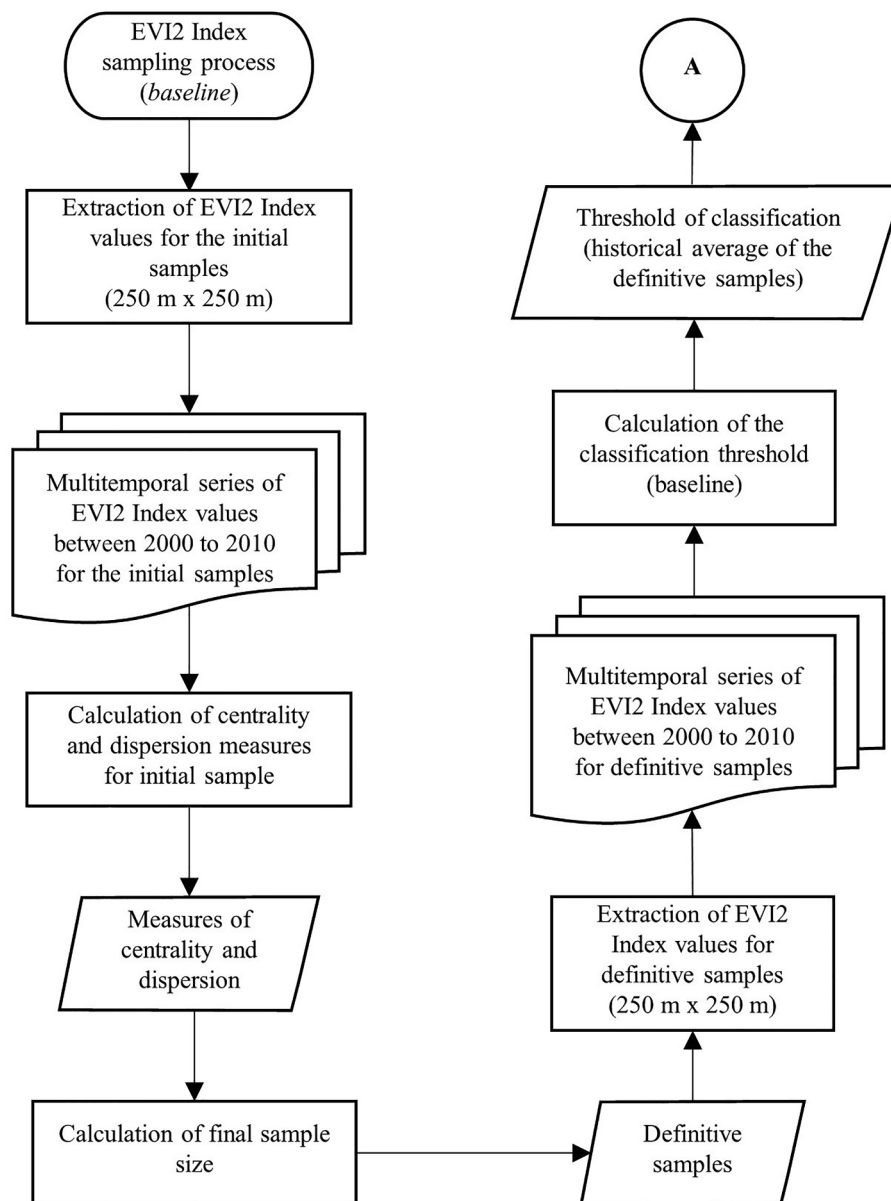 EVI2 Index
sampling process
(baseline)
Extraction of EVI2 Index
values for the initial
samples
(250 m x 250 m)
Multitemporal series of
EVI2 Index values
between 2000 to 2010
for the initial samples
Calculation of centrality
and dispersion measures
for initial sample
Measures of
centrality and
dispersion
Calculation of final sample
size
Definitive
samples
Extraction of EVI2
Index values for
definitive samples
(250 m x 250 m)
Multitemporal series of
EVI2 Index values
between 2000 to 2010
for definitive samples
Calculation of the
classification threshold
(baseline)
Threshold of classification
(historical average of the
definitive samples)
A